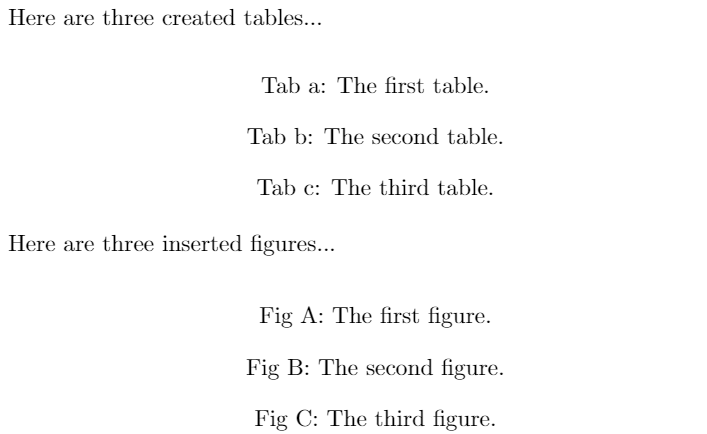 Here are three created tables...
Tab a: The first table.
Tab b: The second table.
Tab c: The third table.
Here are three inserted figures...
Fig A: The first figure.
Fig B: The second figure.
Fig C: The third figure.